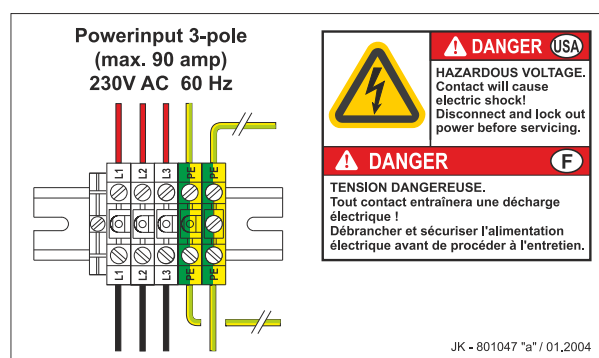 Powerinput 3-pole
(max. 90 amp)
230V AC 60 Hz
L1 L2 L3 PE PE
L1 L2 L3 PE PE
DANGER USA
HAZARDOUS VOLTAGE.
Contact will cause
electric shock!
Disconnect and lock out
power before servicing.
DANGER F
TENSION DANGEREUSE.
Tout contact entraînera une décharge
électrique !
Débrancher et sécuriser l'alimentation
électrique avant de procéder à l'entretien.
JK - 801047 "a" / 01.2004